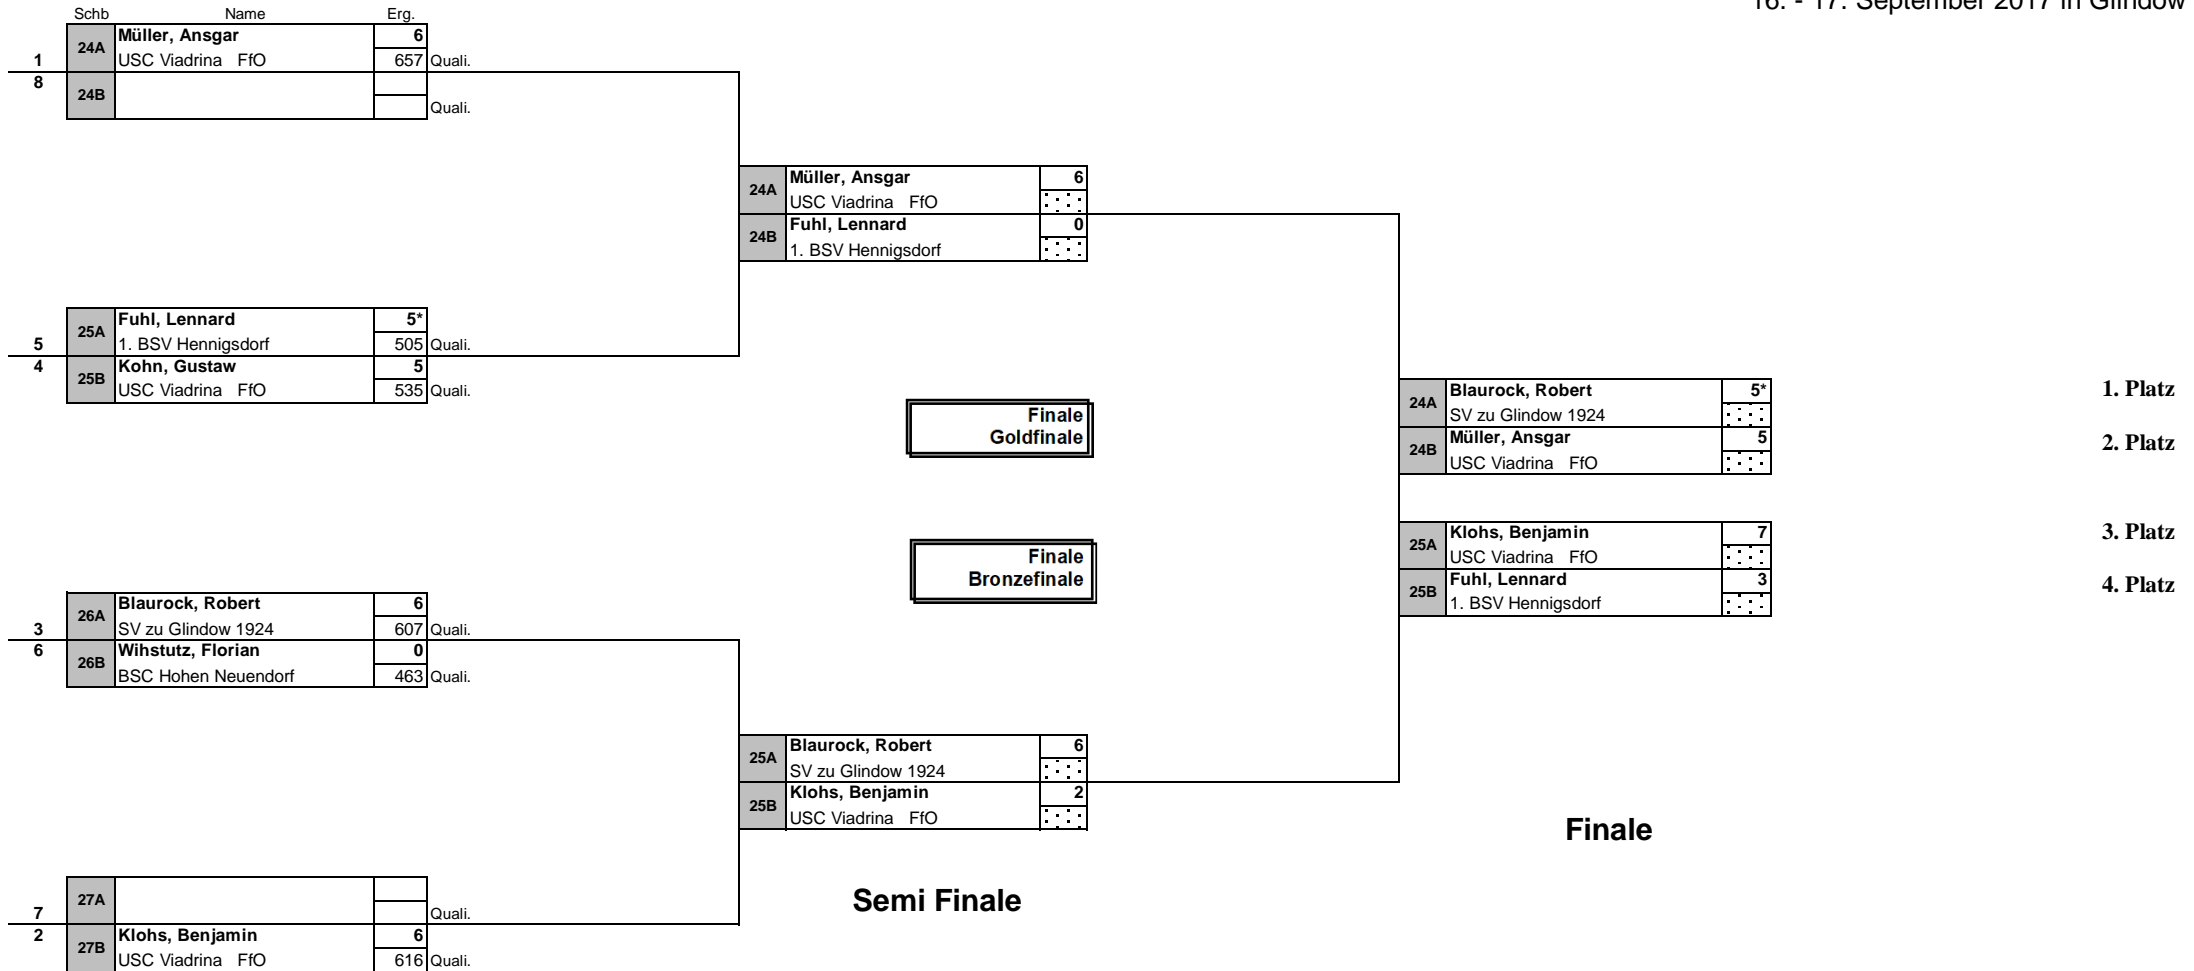 16. - 17. September 2017 in Glindow
Schb Name Erg.
24A Müller, Ansgar 6
1 USC Viadrina FfO 657 Quali.
8
24B
Quali.
24A Müller, Ansgar 6
USC Viadrina FfO
24B Fuhl, Lennard 0
1. BSV Hennigsdorf
25A Fuhl, Lennard 5*
5 1. BSV Hennigsdorf 505 Quali.
4 Kohn, Gustaw 5
25B USC Viadrina FfO 535 Quali.
Finale
Goldfinale
24A Blaurock, Robert 5* 1. Platz
SV zu Glindow 1924
24B Müller, Ansgar 5 2. Platz
USC Viadrina FfO
Finale
Bronzefinale
25A Klohs, Benjamin 7 3. Platz
USC Viadrina FfO
25B Fuhl, Lennard 3 4. Platz
1. BSV Hennigsdorf
26A Blaurock, Robert 6
3 SV zu Glindow 1924 607 Quali.
6 Wihstutz, Florian 0
26B BSC Hohen Neuendorf 463 Quali.
25A Blaurock, Robert 6
SV zu Glindow 1924
25B Klohs, Benjamin 2
USC Viadrina FfO
Finale
Semi Finale
27A
7 Quali.
2 Klohs, Benjamin 6
27B USC Viadrina FfO 616 Quali.